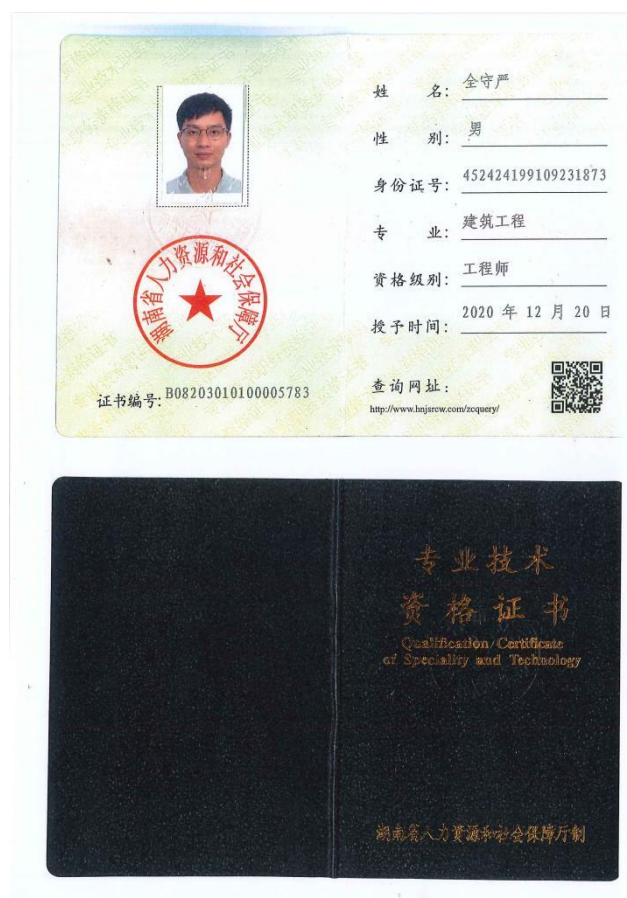 姓 名: 全守严
性 别: 男
身份证号: 452424199109231873
专 业: 建筑工程
资格级别: 工程师
授予时间: 2020 年 12 月 20 日
湖南省人力资源和社会保障厅
证书编号: B08203010100005783
查询网址:
http://www.hnjsrcw.com/zcquery/
专业技术
资格证书
Qualification Certificate
of Speciality and Technology
湖南省人力资源和社会保障厅制